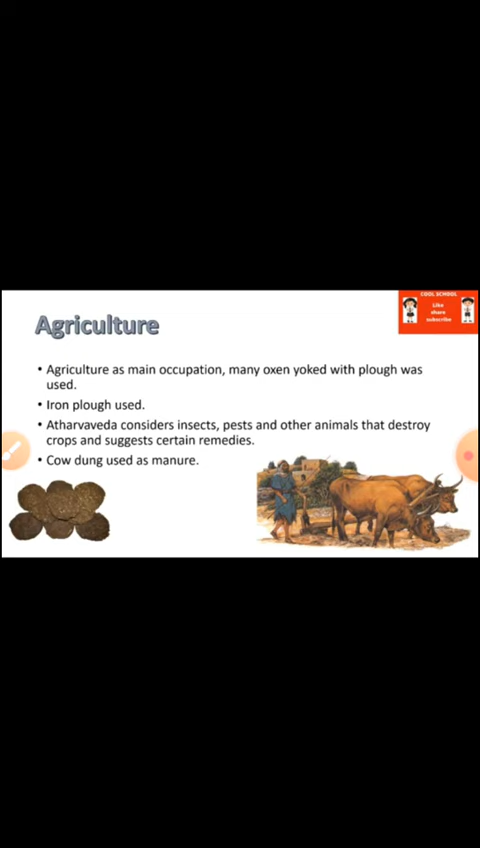 COOL SCHOOL
Like
share
subscribe
Agriculture
• Agriculture as main occupation, many oxen yoked with plough was
used.
• Iron plough used.
• Atharvaveda considers insects, pests and other animals that destroy
crops and suggests certain remedies.
• Cow dung used as manure.